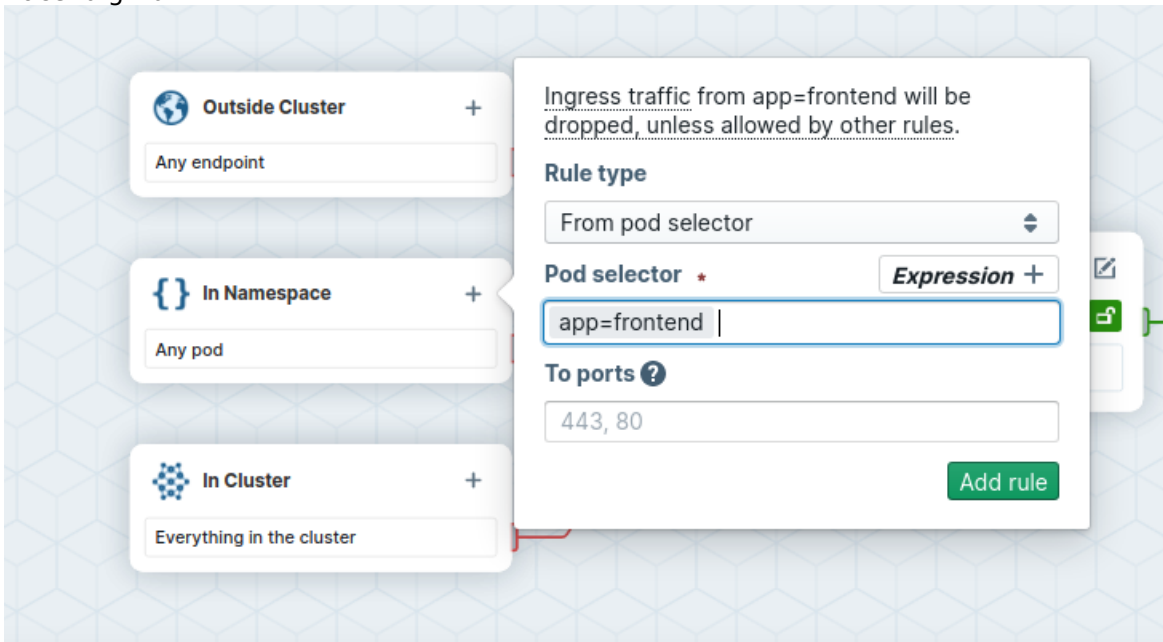 Outside Cluster
Any endpoint
In Namespace
Any pod
In Cluster
Everything in the cluster
Ingress traffic from app=frontend will be
dropped, unless allowed by other rules.
Rule type
From pod selector
Pod selector *
Expression +
app=frontend
To ports ?
443, 80
Add rule